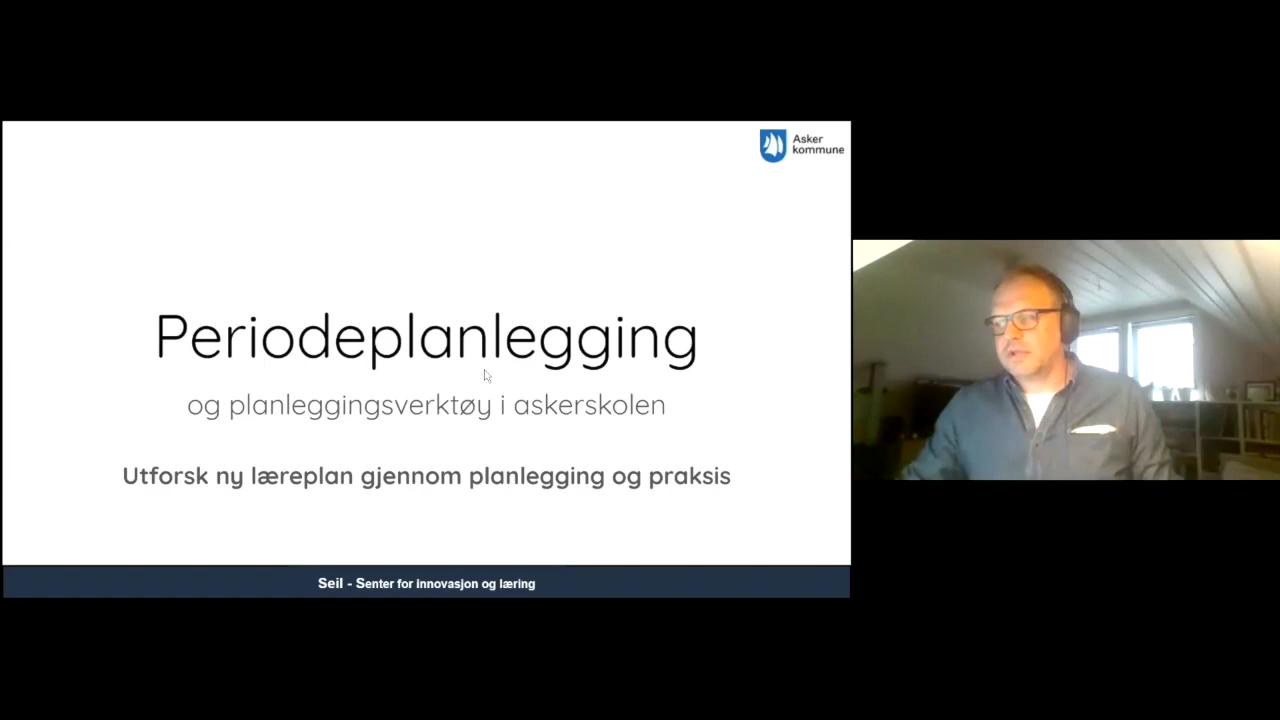 Asker
kommune
Periodeplanlegging
og planleggingsverktøy i askerskolen
Utforsk ny læreplan gjennom planlegging og praksis
Seil - Senter for innovasjon og læring